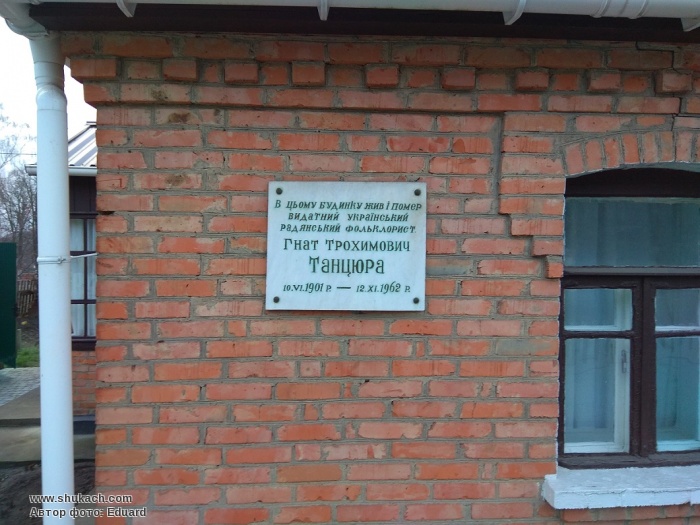 В цьому будинку жив і помер
видатний український
радянський фольклорист
Гнат Трохимович
Танцюра
10.VI.1901 р. — 12.XI.1962 р.
www.shukach.com
Автор фото: Eduard